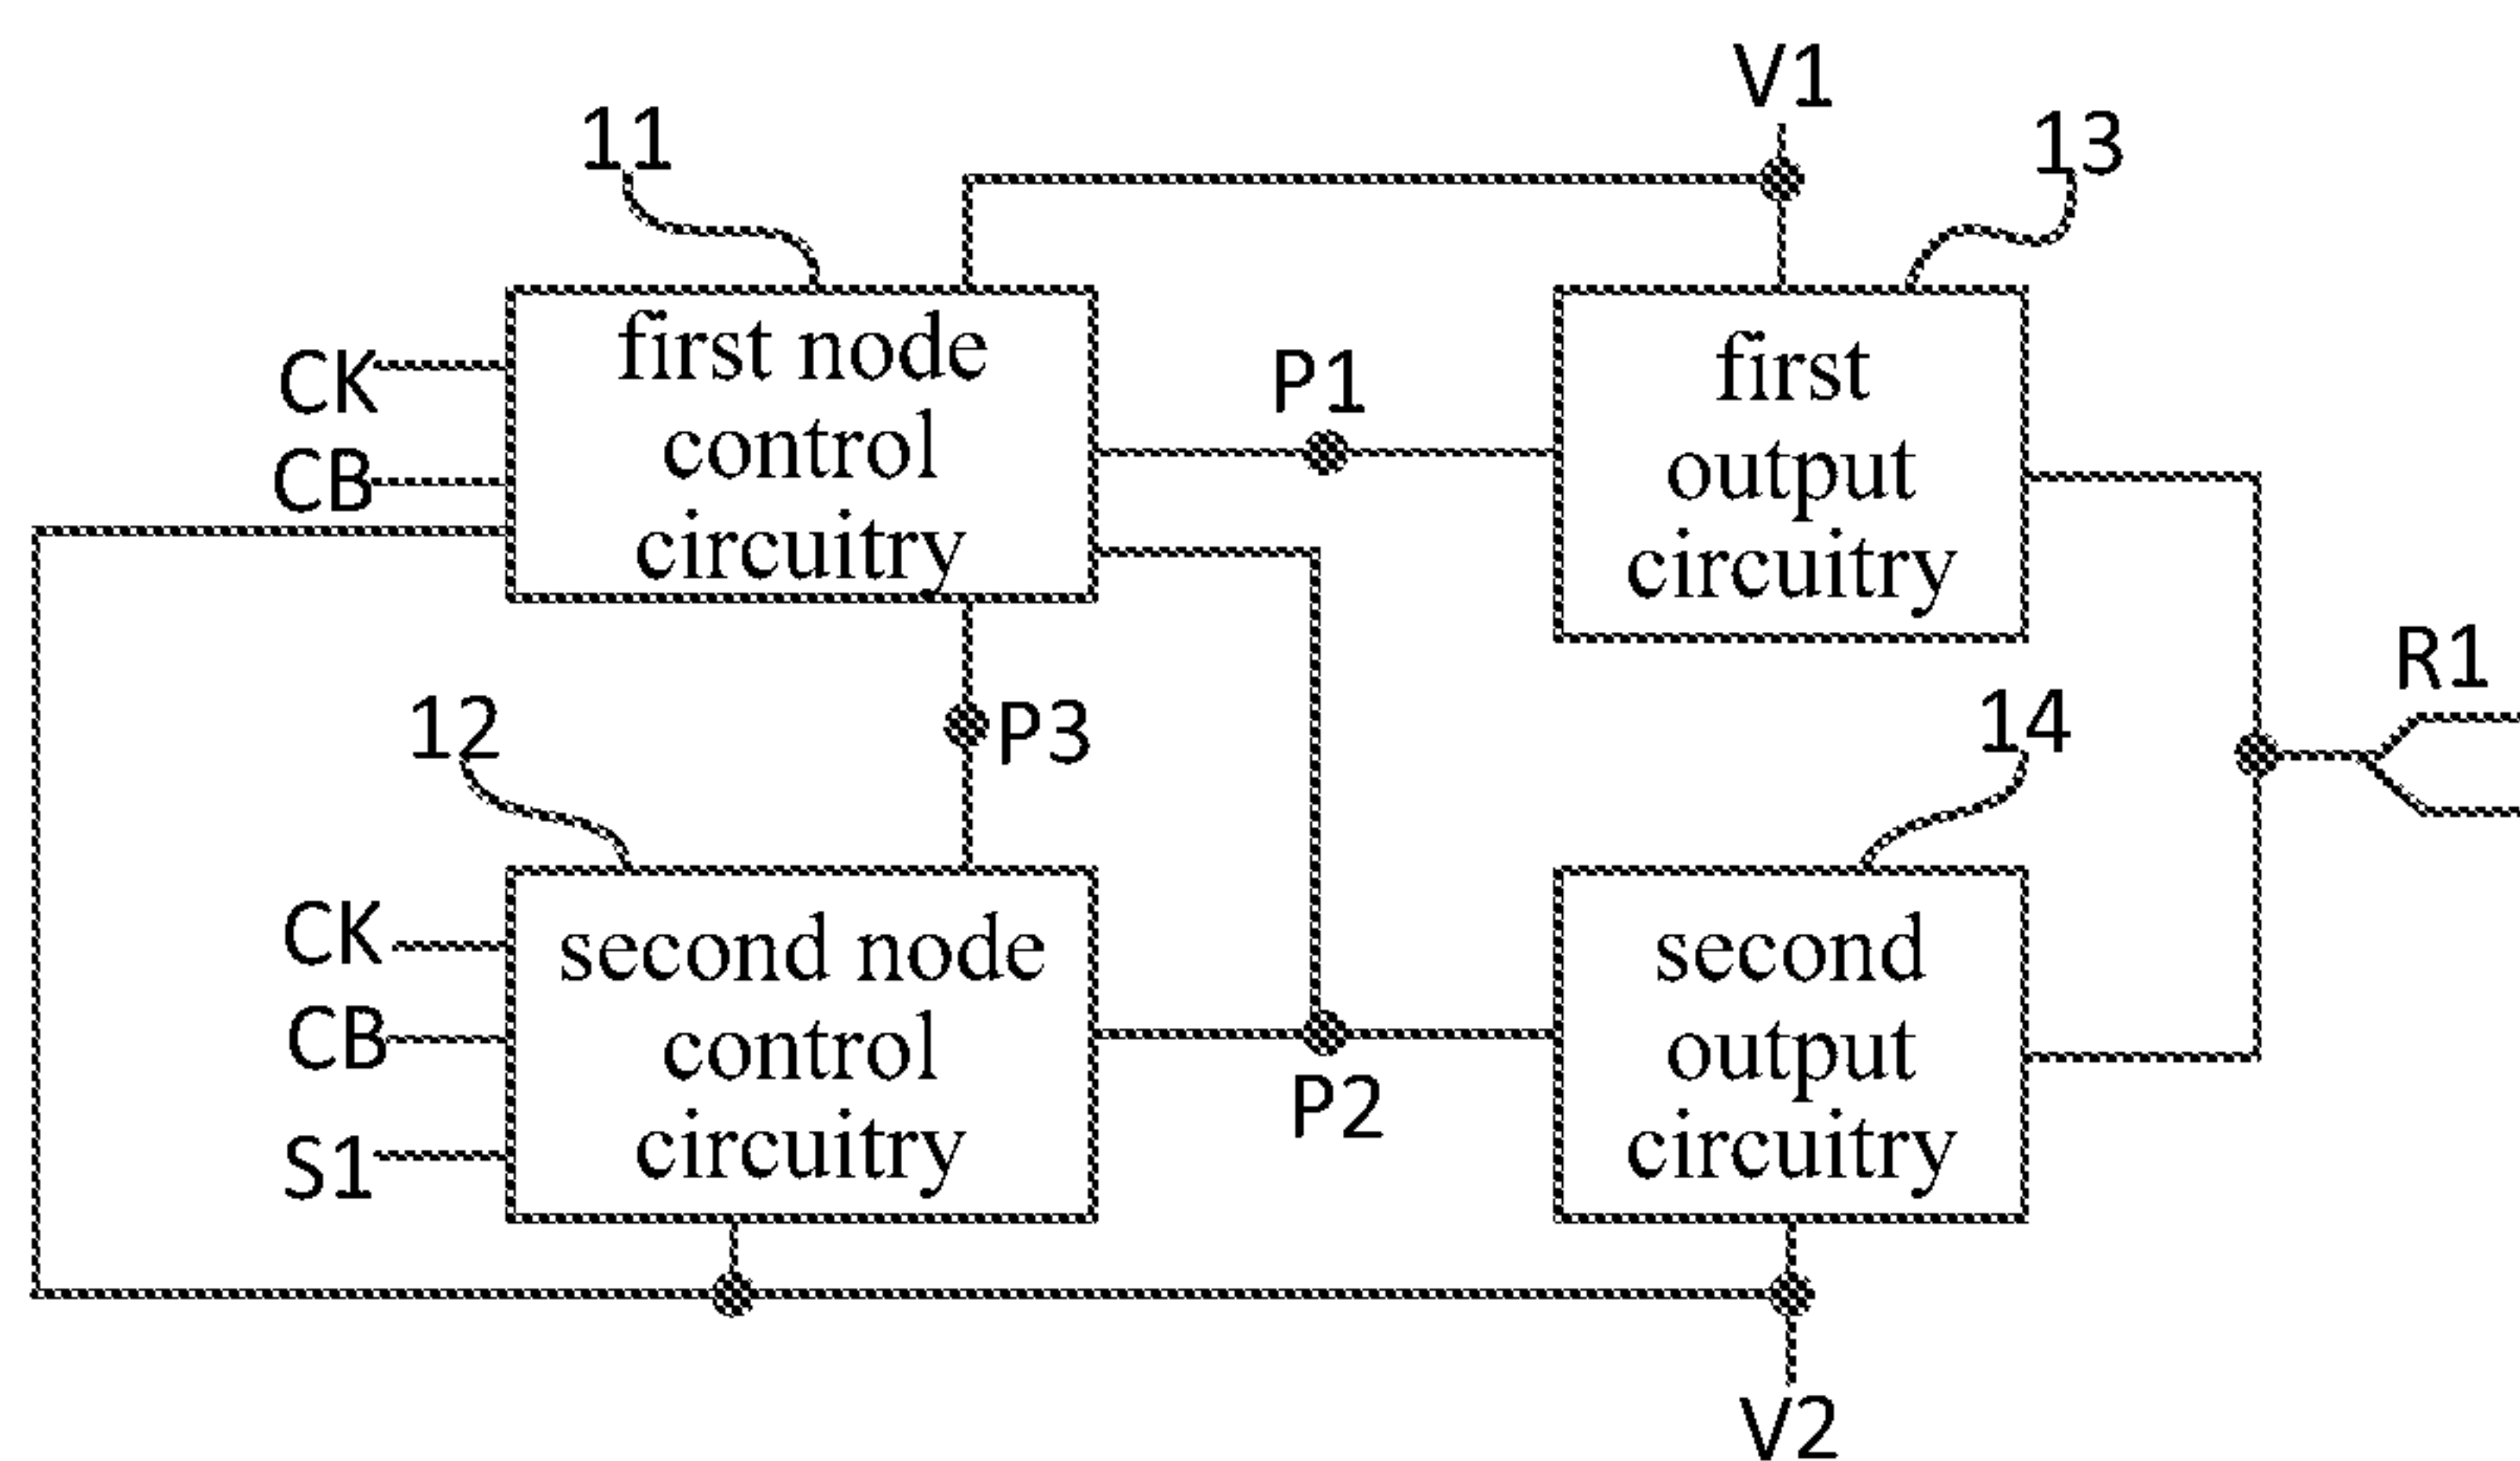 V1
11
13
first node
control
circuitry
CK
CB
P1
first
output
circuitry
R1
12
P3
14
CK
CB
S1
second node
control
circuitry
P2
second
output
circuitry
V2